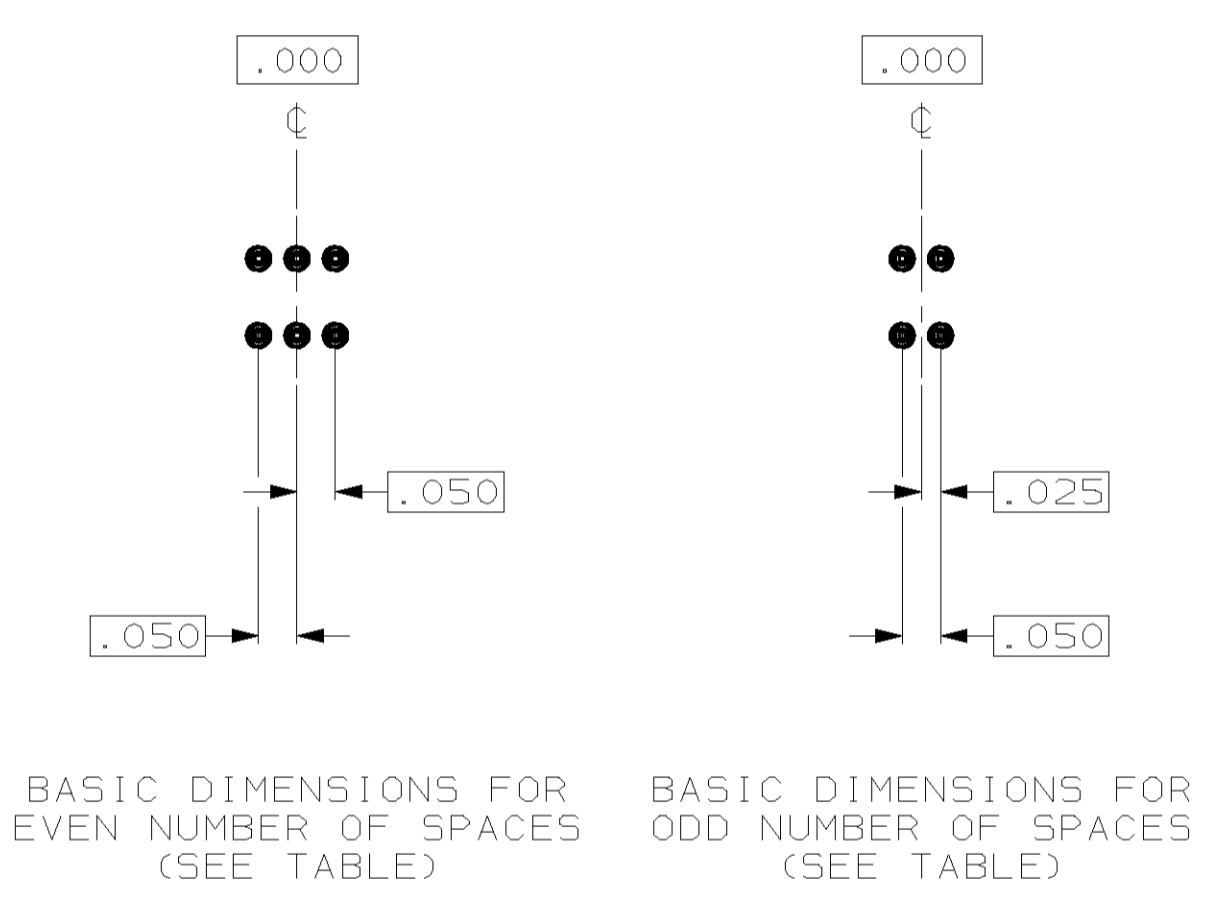 .000
℄
.050
.050
BASIC DIMENSIONS FOR
EVEN NUMBER OF SPACES
(SEE TABLE)
.000
℄
.025
.050
BASIC DIMENSIONS FOR
ODD NUMBER OF SPACES
(SEE TABLE)